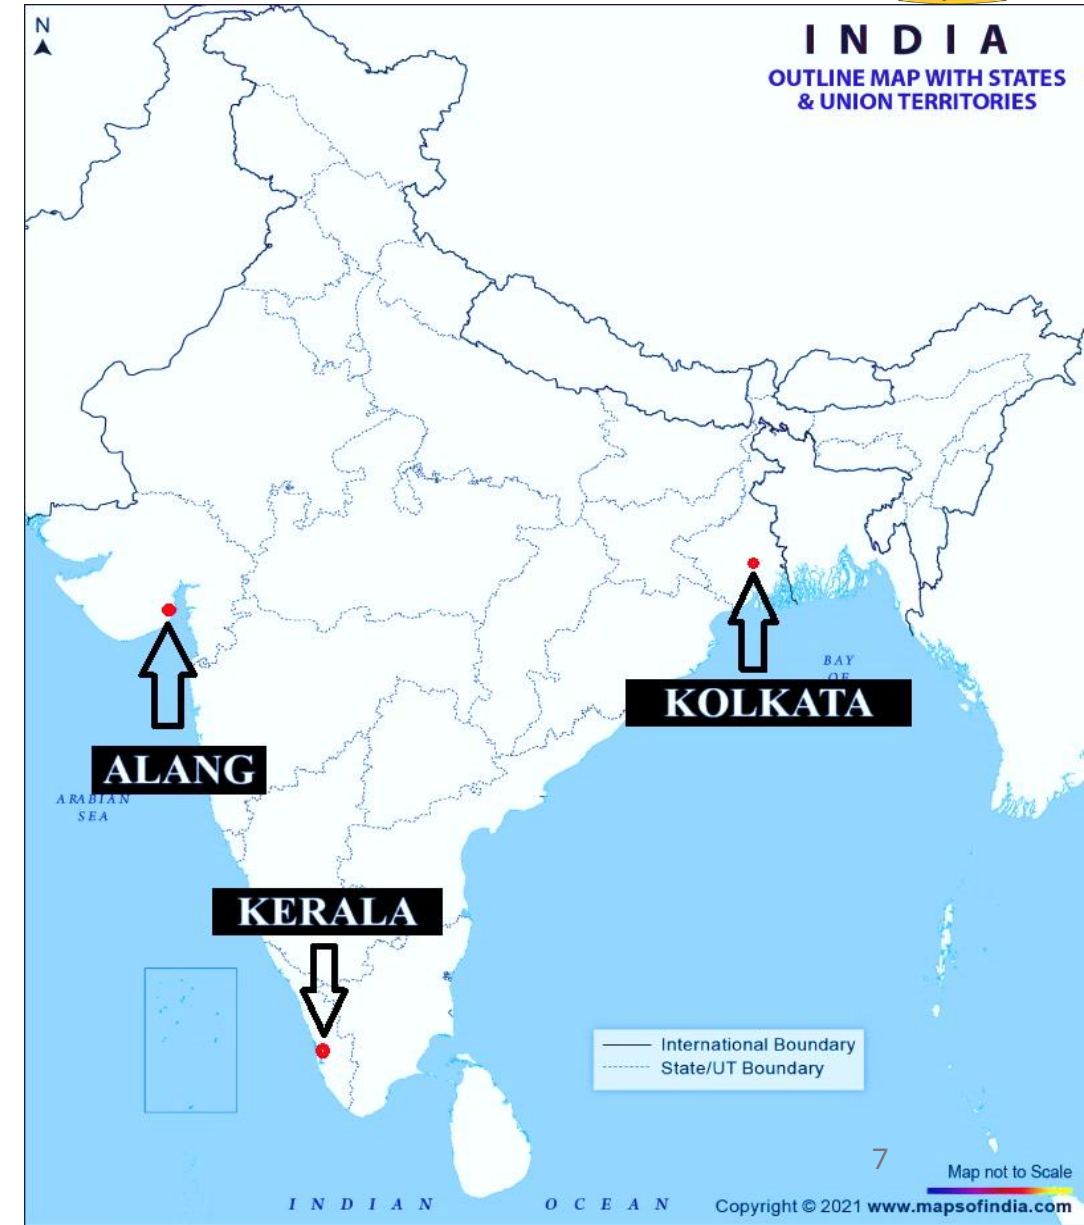 N
INDIA
OUTLINE MAP WITH STATES
& UNION TERRITORIES
BAY
OF
KOLKATA
ALANG
ARABIAN
SEA
KERALA
International Boundary
State/UT Boundary
7
Map not to Scale
INDIAN OCEAN
Copyright © 2021 www.mapsofindia.com